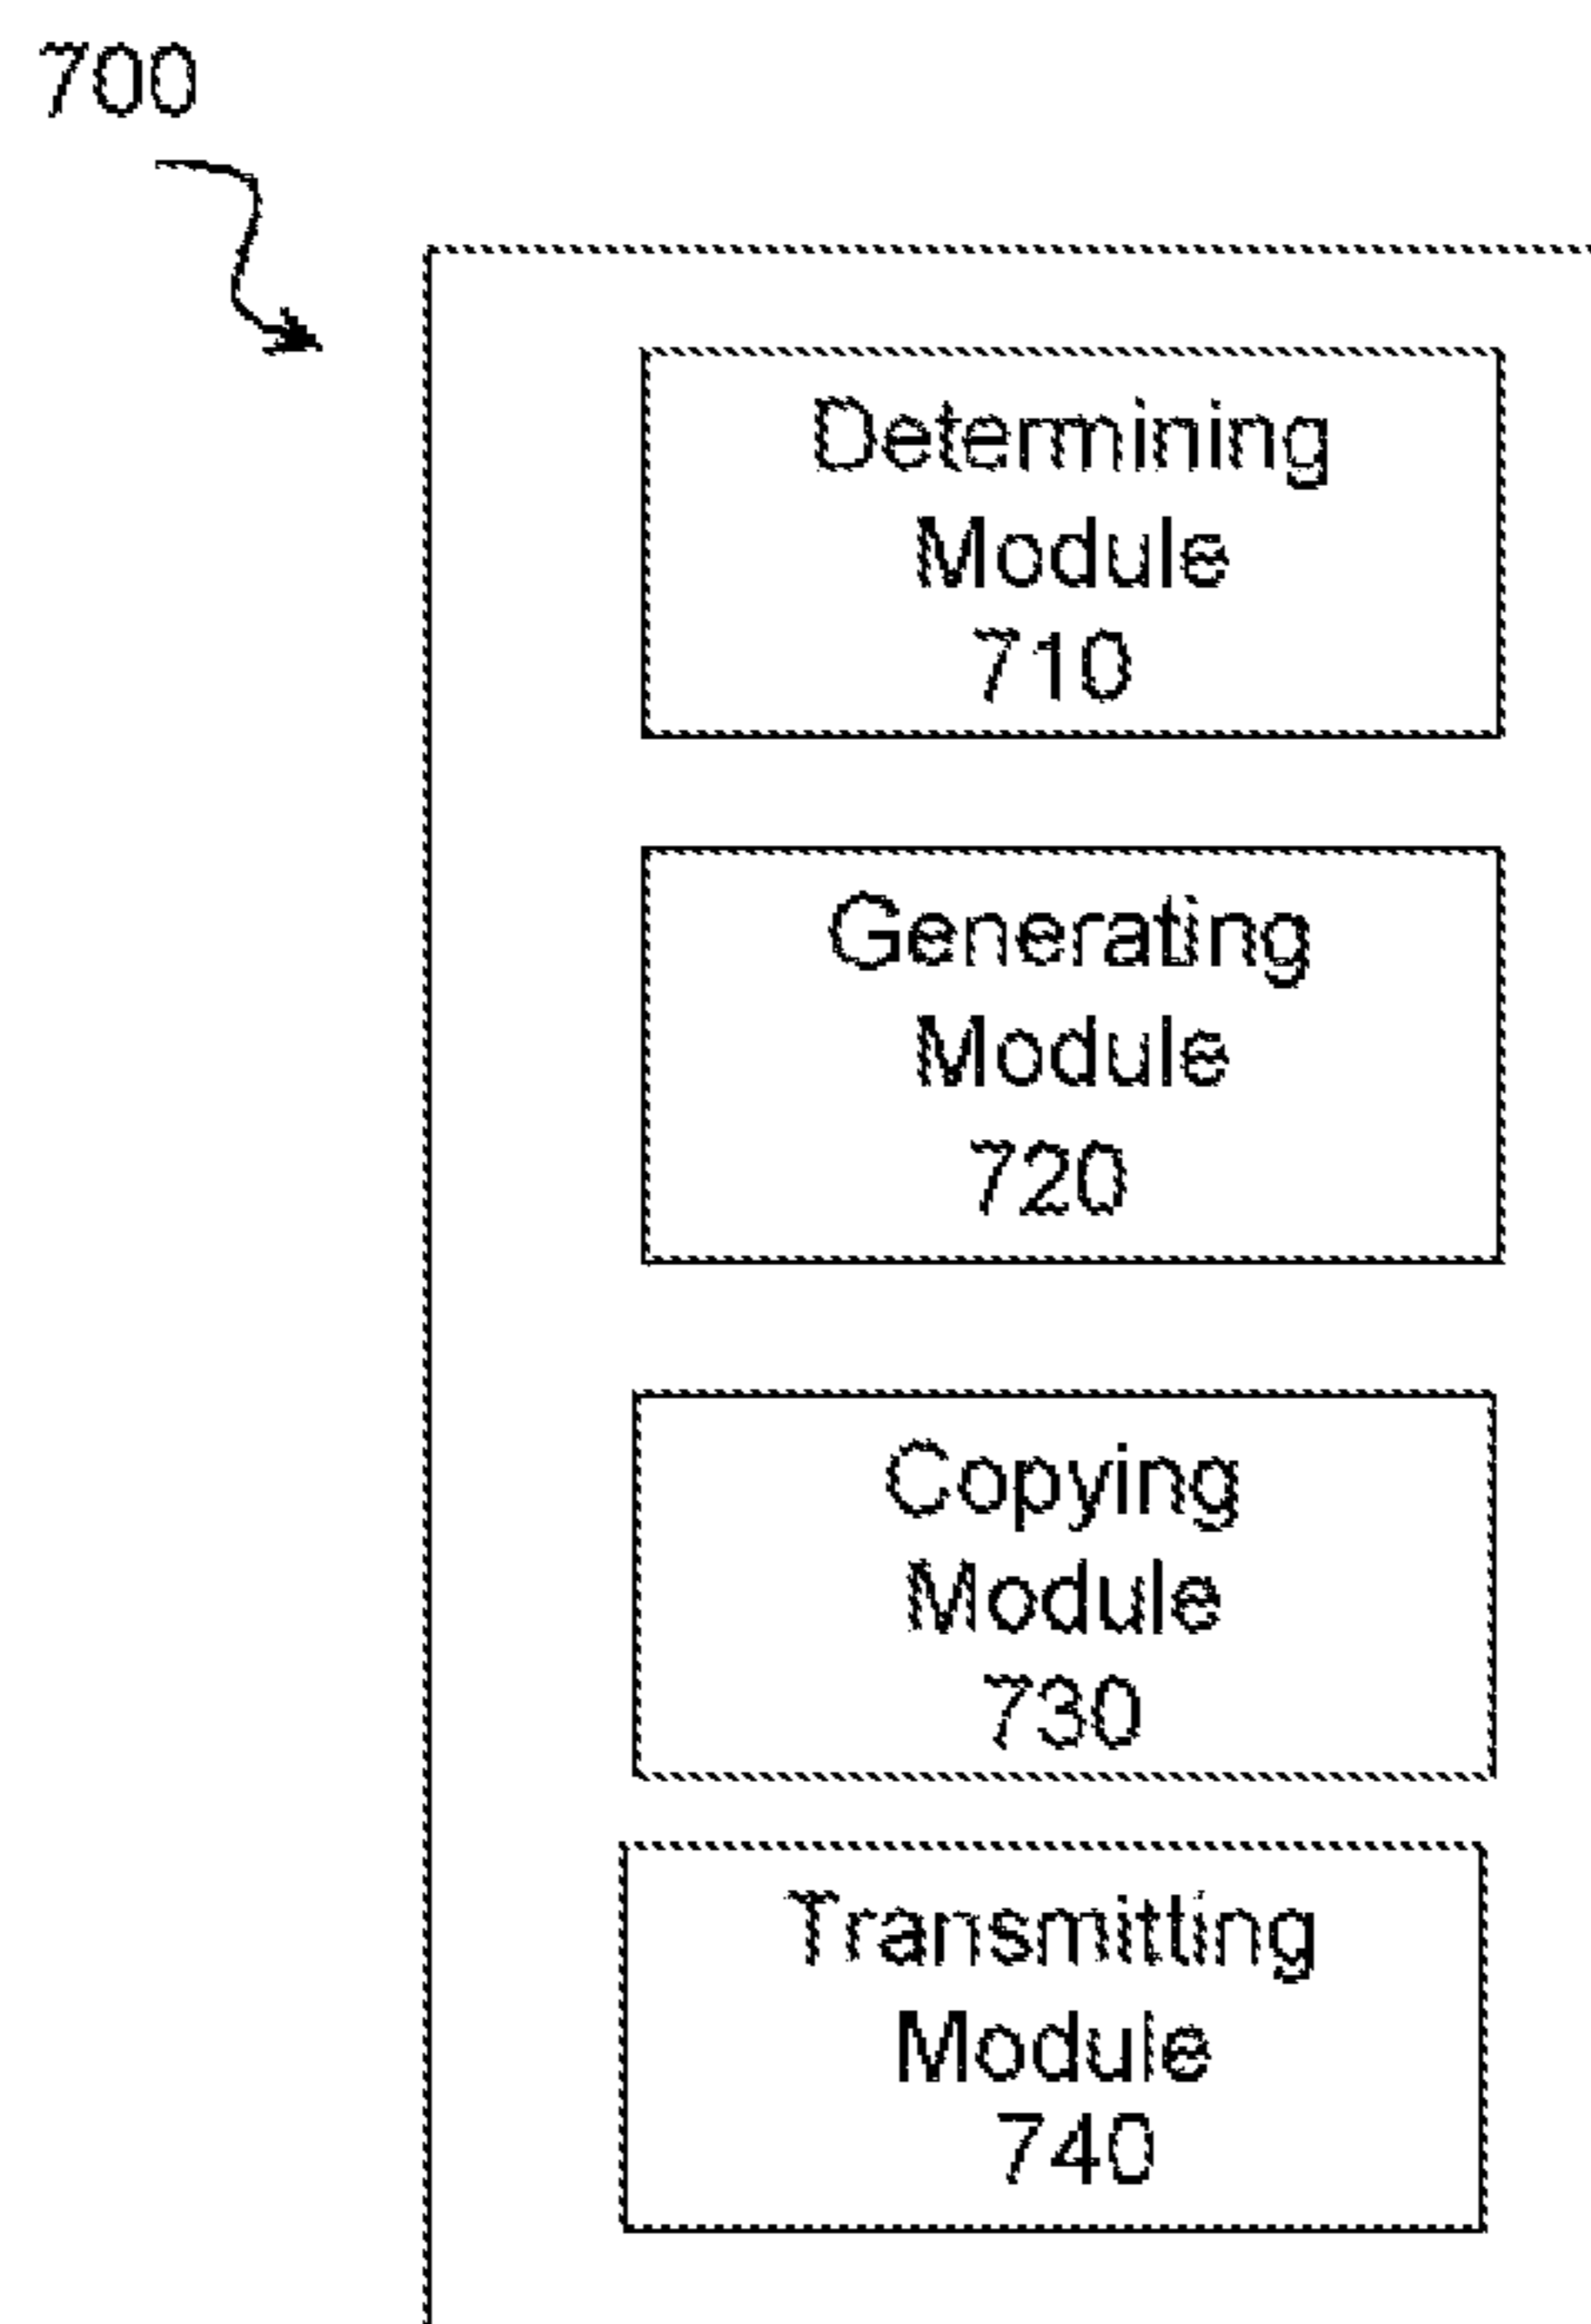 700
Determining
Module
710
Generating
Module
720
Copying
Module
730
Transmitting
Module
740